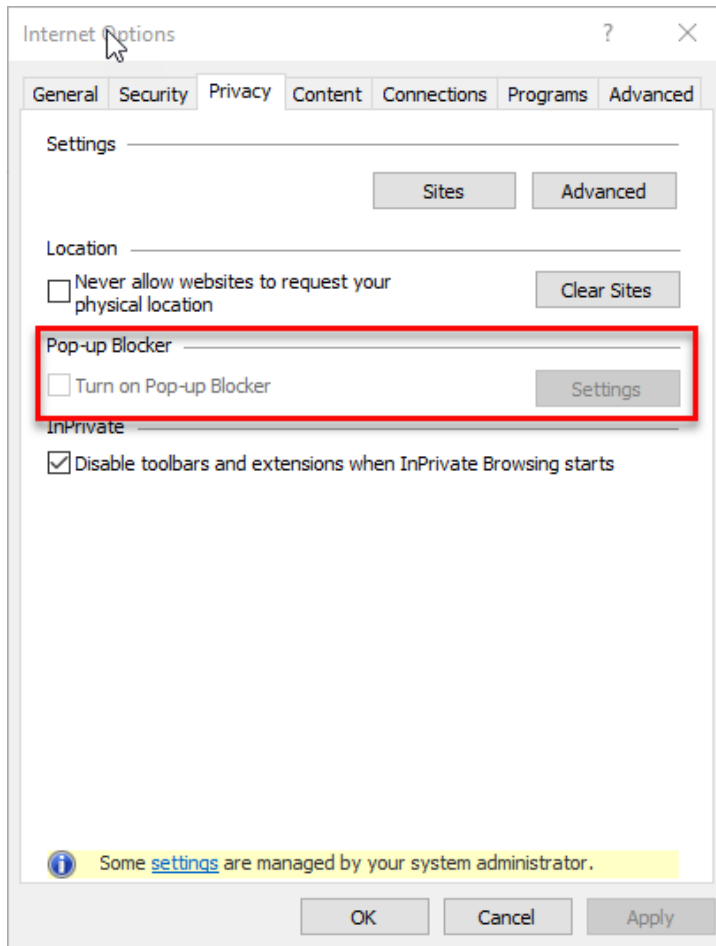 Internet Options ?
General Security Privacy Content Connections Programs Advanced
Settings
Sites Advanced
Location
Never allow websites to request your
physical location
Clear Sites
Pop-up Blocker
Turn on Pop-up Blocker Settings
InPrivate
Disable toolbars and extensions when InPrivate Browsing starts
Some settings are managed by your system administrator.
OK Cancel Apply